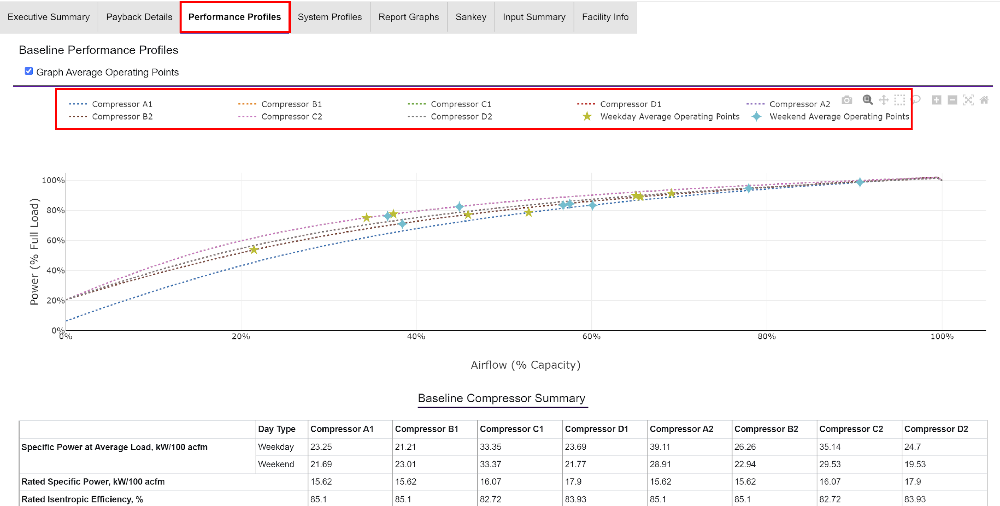 Executive Summary Payback Details Performance Profiles System Profiles Report Graphs Sankey Input Summary Facility Info
Baseline Performance Profiles
Graph Average Operating Points
Compressor A1 Compressor B1 Compressor C1 Compressor D1 Compressor A2
Compressor B2 Compressor C2 Compressor D2 Weekday Average Operating Points Weekend Average Operating Points
100%
80%
60%
40%
20%
0%
Power (% Full Load)
0% 20% 40% 60% 80% 100%
Airflow (% Capacity)
Baseline Compressor Summary
Day Type Compressor A1 Compressor B1 Compressor C1 Compressor D1 Compressor A2 Compressor B2 Compressor C2 Compressor D2
Specific Power at Average Load, kW/100 acfm Weekday 23.25 21.21 33.35 23.69 39.11 26.26 35.14 24.7
Weekend 21.69 23.01 33.37 21.77 28.91 22.94 29.53 19.53
Rated Specific Power, kW/100 acfm 15.62 15.62 16.07 17.9 15.62 15.62 16.07 17.9
Rated Isentropic Efficiency, % 85.1 85.1 82.72 83.93 85.1 85.1 82.72 83.93